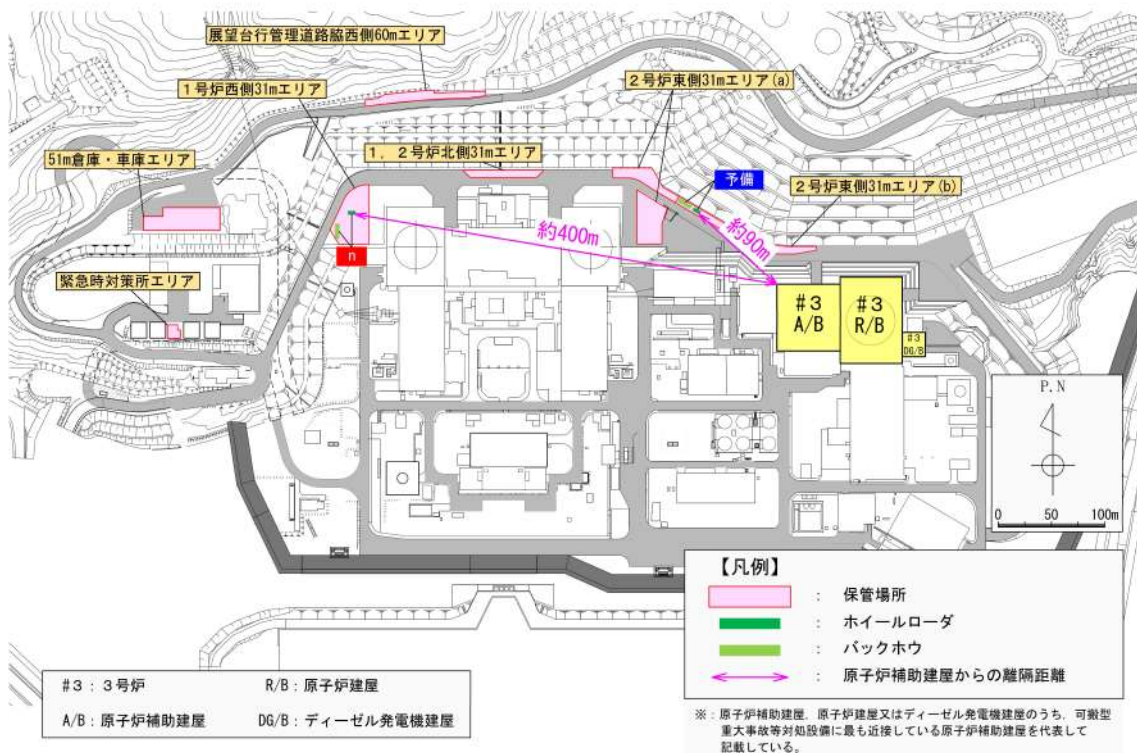 展望台行管理道路脇西側60mエリア
1号炉西側31mエリア
2号炉東側31mエリア(a)
51m倉庫・車庫エリア
1，2号炉北側31mエリア
予備
2号炉東側31mエリア(b)
約400m
約90m
n
緊急時対策所エリア
#3
A/B
#3
R/B
#3
DG/B
P.N
0 50 100m
【凡例】
： 保管場所
： ホイールローダ
： バックホウ
： 原子炉補助建屋からの離隔距離
#3：3号炉 R/B：原子炉建屋
A/B：原子炉補助建屋 DG/B：ディーゼル発電機建屋
※：原子炉補助建屋，原子炉建屋又はディーゼル発電機建屋のうち，可搬型
重大事故等対処設備に最も近接している原子炉補助建屋を代表して
記載している。